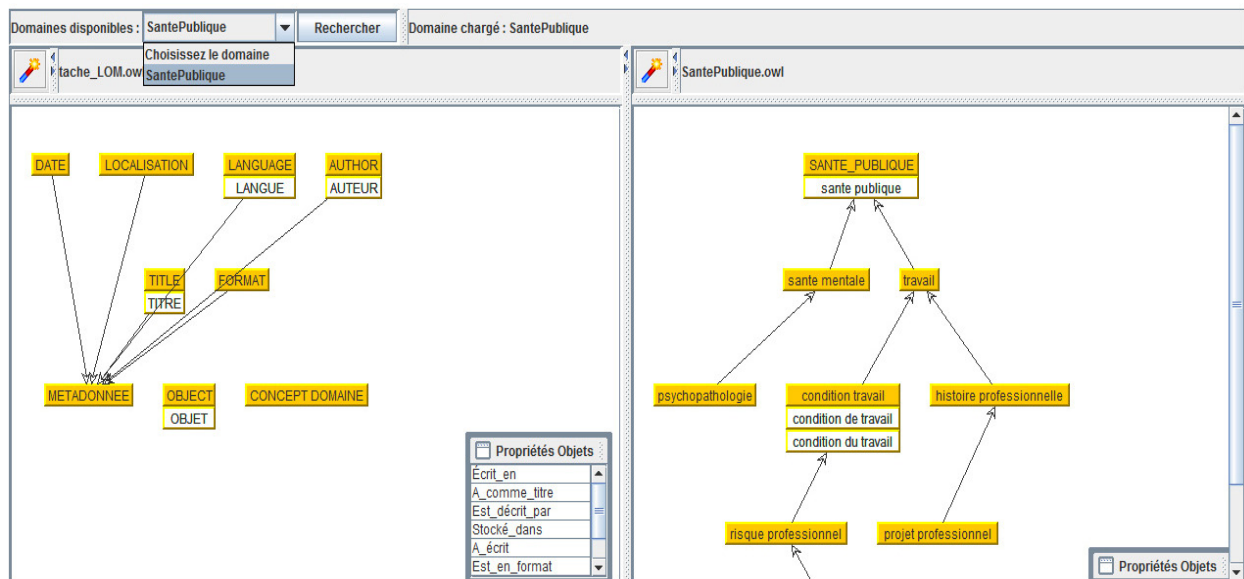 Domaines disponibles : SantePublique Rechercher Domaine chargé : SantePublique
Choisissez le domaine
SantePublique
tache_LOM.ow
SantePublique.owl
DATE LOCALISATION LANGUAGE AUTHOR
LANGUE AUTEUR
TITLE FORMAT
TITRE
METADONNEE OBJECT CONCEPT DOMAINE
OBJET
Propriétés Objets
Écrit_en
A_comme_titre
Est_décrit_par
Stocké_dans
A_écrit
Est_en_format
SANTE_PUBLIQUE
sante publique
sante mentale travail
psychopathologie condition travail histoire professionnelle
condition de travail
condition du travail
risque professionnel projet professionnel
Propriétés Objets